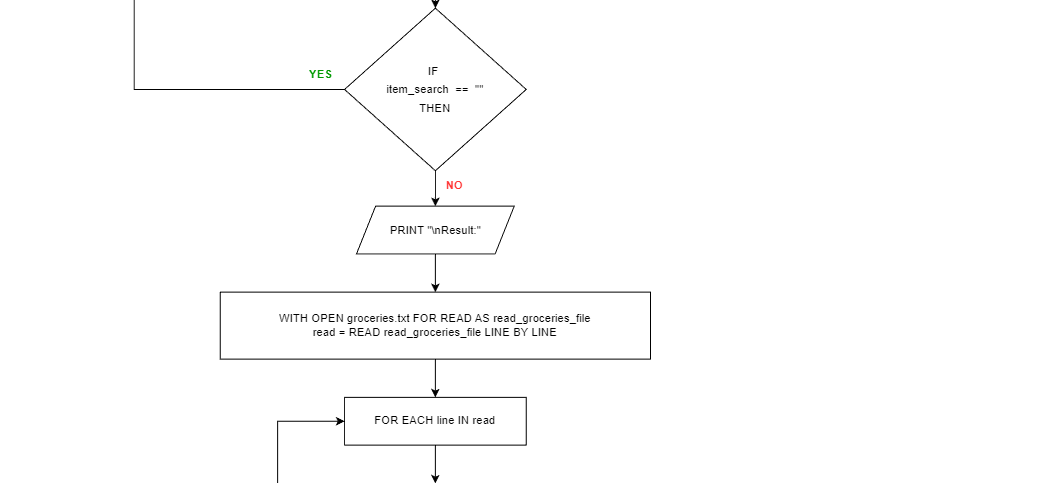 IF
item_search == ""
THEN
YES
NO
PRINT "\nResult:"
WITH OPEN groceries.txt FOR READ AS read_groceries_file
read = READ read_groceries_file LINE BY LINE
FOR EACH line IN read